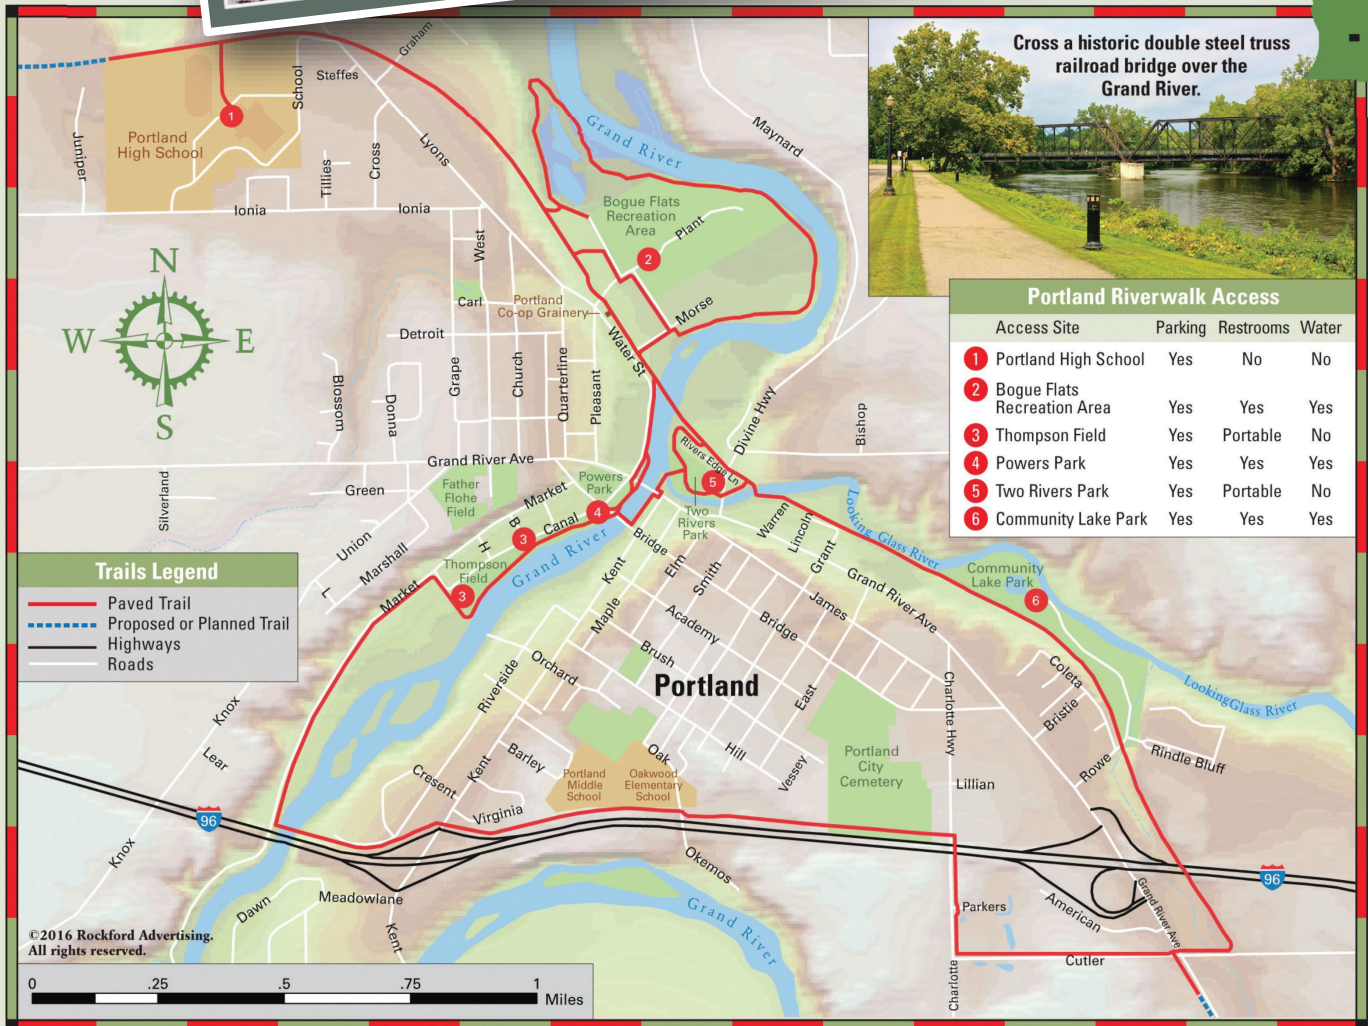 Cross a historic double steel truss
railroad bridge over the
Grand River.
Portland Riverwalk Access
Access Site Parking Restrooms Water
1 Portland High School Yes No No
2 Bogue Flats
Recreation Area Yes Yes Yes
3 Thompson Field Yes Portable No
4 Powers Park Yes Yes Yes
5 Two Rivers Park Yes Portable No
6 Community Lake Park Yes Yes Yes
Graham
Steffes
School
1
Portland
High School
Juniper
Tillies
Cross
Lyons
Ionia
Ionia
Maynard
Grand River
Bogue Flats
Recreation
Area
Plant
2
Morse
West
N
W
E
S
Carl
Portland
Co-op Grainery
Detroit
Water St
Blossom
Donna
Grape
Church
Quarterline
Pleasant
Divine Hwy
Bishop
Rivers Edge Ln
5
Two
Rivers
Park
Grand River Ave
Green
Silverland
Father
Flohe
Field
Market
Powers
Park
4
B
Canal
3
H
Union
Marshall
L
Market
Thompson
Field
3
Grand River
Looking Glass River
Warren
Lincoln
Grant
Grand River Ave
Community
Lake Park
6
Bridge
Elm
Smith
Kent
Maple
Academy
Bridge
James
Brush
Portland
Orchard
Riverside
East
Charlotte Hwy
Coleta
Bristie
LookingGlass River
Rindle Bluff
Rowe
Trails Legend
Paved Trail
Proposed or Planned Trail
Highways
Roads
Knox
Lear
Knox
96
Cresent
Kent
Barley
Virginia
Portland
Middle
School
Oakwood
Elementary
School
Oak
Hill
Vessey
Portland
City
Cemetery
Lillian
96
Okemos
Meadowlane
Dawn
Kent
Grand River
Parkers
American
Grand River Ave
Cutler
Charlotte
©2016 Rockford Advertising.
All rights reserved.
0 .25 .5 .75 1
Miles